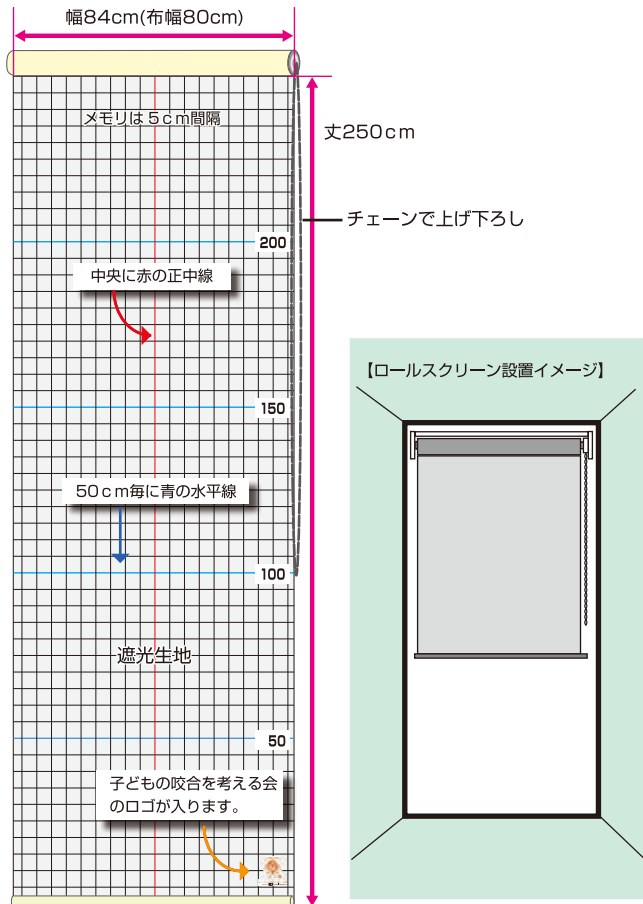 幅84cm(布幅80cm)
メモリは5cm間隔
丈250cm
チェーンで上げ下ろし
200
中央に赤の正中線
【ロールスクリーン設置イメージ】
150
50cm毎に青の水平線
100
遮光生地
50
子どもの咬合を考える会
のロゴが入ります。